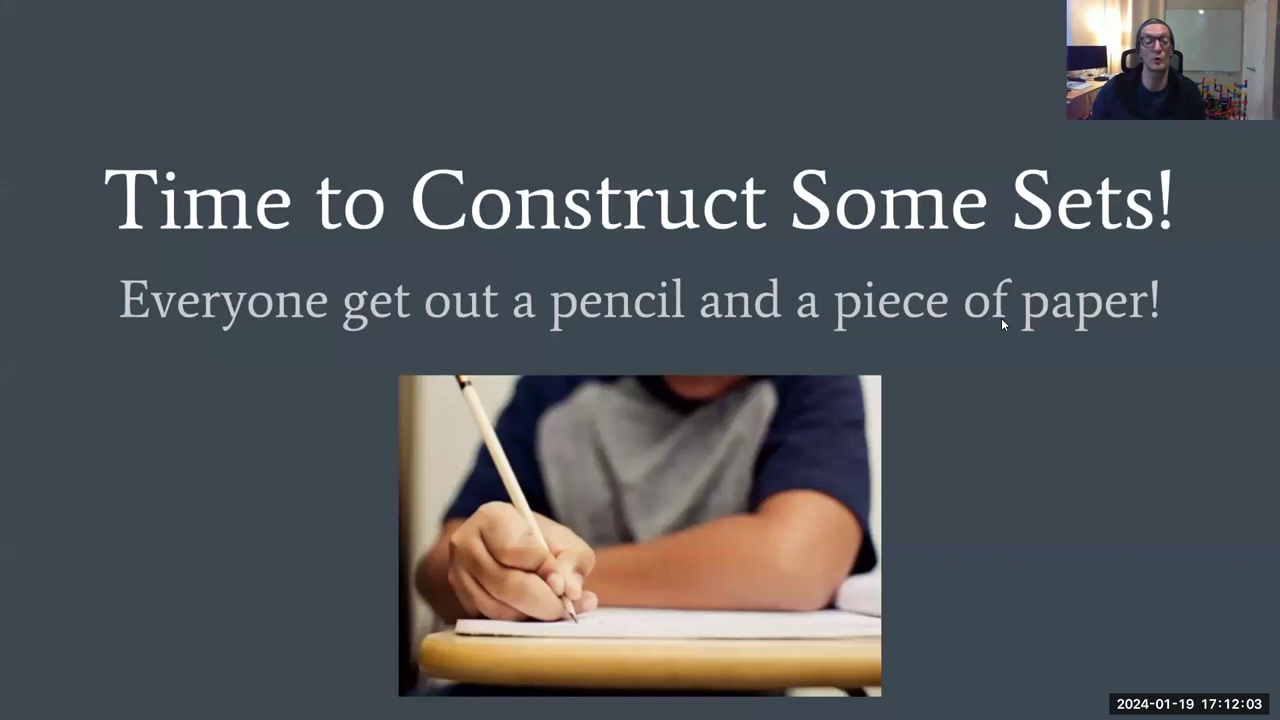 Time to Construct Some Sets!
Everyone get out a pencil and a piece of paper!
2024-01-19 17:12:03